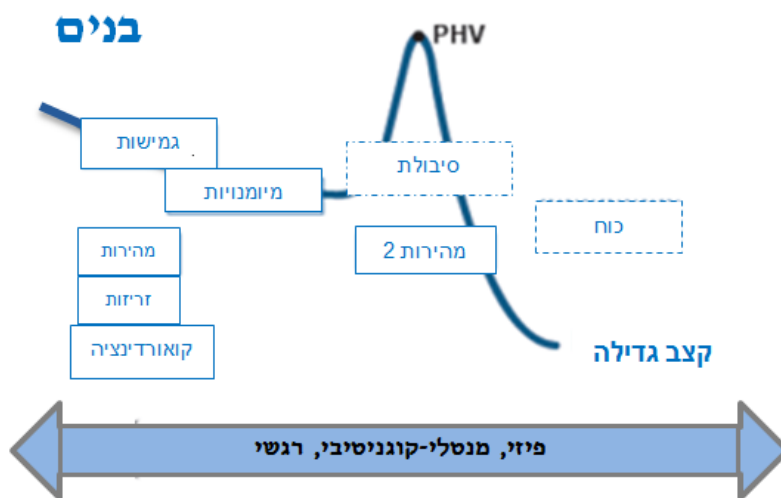 בנים
PHV
גמישות
סיבולת
מיומנויות
כוח
מהירות
מהירות 2
זריזות
קואורדינציה
קצב גדילה
פיזי, מנטלי-קוגניטיבי, רגשי